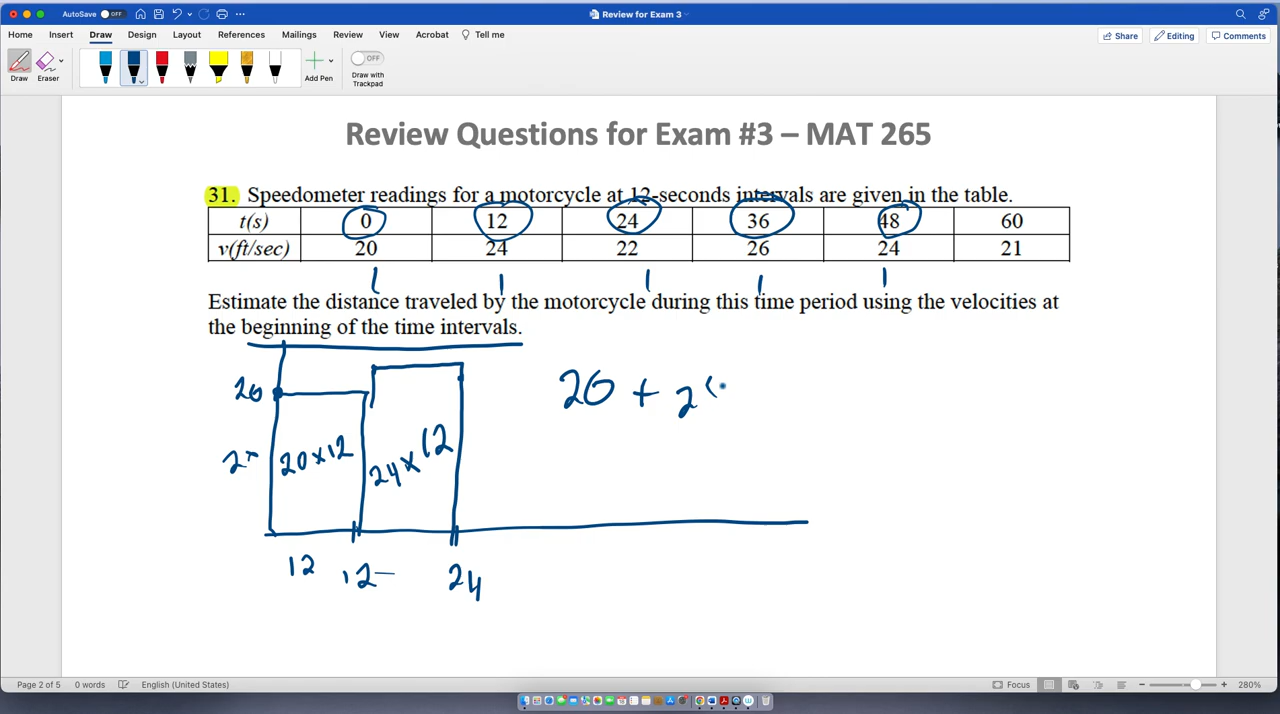 AutoSave OFF Review for Exam 3
Home Insert Draw Design Layout References Mailings Review View Acrobat Tell me Share Editing Comments
Draw Eraser Add Pen OFF Draw with Trackpad
Review Questions for Exam #3 – MAT 265
31. Speedometer readings for a motorcycle at 12-seconds intervals are given in the table.
t(s) 0 12 24 36 48 60
v(ft/sec) 20 24 22 26 24 21
Estimate the distance traveled by the motorcycle during this time period using the velocities at
the beginning of the time intervals.
20 20 + 2
20×12 24×12
12 12 24
Page 2 of 5 0 words English (United States) Focus 280%